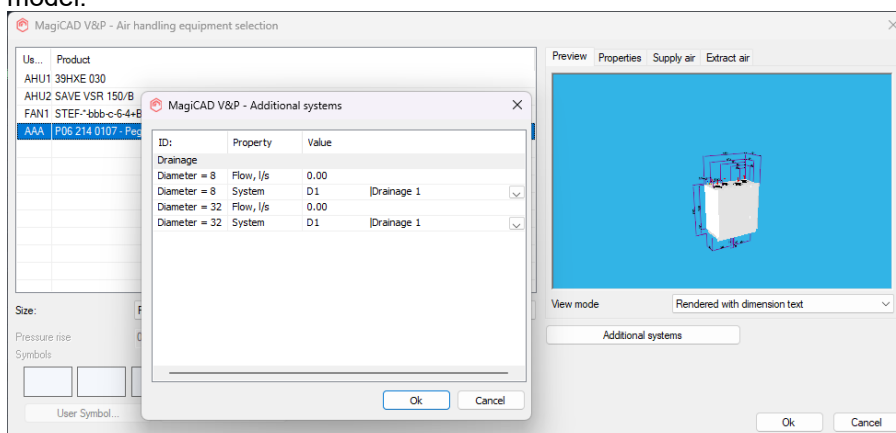 model.
MagiCAD V&P - Air handling equipment selection
Us... Product
AHU1 39HXE 030
AHU2 SAVE VSR 150/B
FAN1 STEF-*-bbb-c-6-4+B
AAA P06 214 0107 - Peg
Size:
Pressure rise 0
Symbols
User Symbol...
MagiCAD V&P - Additional systems
ID: Property Value
Drainage
Diameter = 8 Flow, l/s 0.00
Diameter = 8 System D1 |Drainage 1
Diameter = 32 Flow, l/s 0.00
Diameter = 32 System D1 |Drainage 1
Ok Cancel
Preview Properties Supply air Extract air
View mode Rendered with dimension text
Additional systems
Ok Cancel